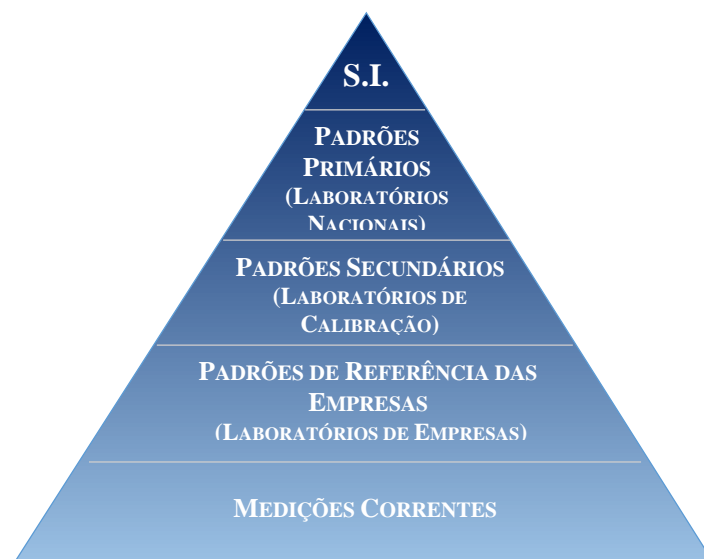 S.I.
PADRÕES
PRIMÁRIOS
(LABORATÓRIOS
NACIONAIS)
PADRÕES SECUNDÁRIOS
(LABORATÓRIOS DE
CALIBRAÇÃO)
PADRÕES DE REFERÊNCIA DAS
EMPRESAS
(LABORATÓRIOS DE EMPRESAS)
MEDIÇÕES CORRENTES